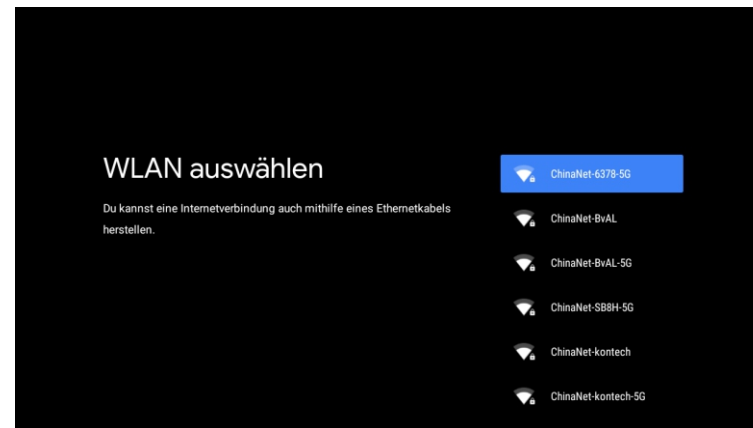 WLAN auswählen
Du kannst eine Internetverbindung auch mithilfe eines Ethernetkabels
herstellen.
ChinaNet-6378-5G
ChinaNet-BvAL
ChinaNet-BvAL-5G
ChinaNet-SB8H-5G
ChinaNet-kontech
ChinaNet-kontech-5G